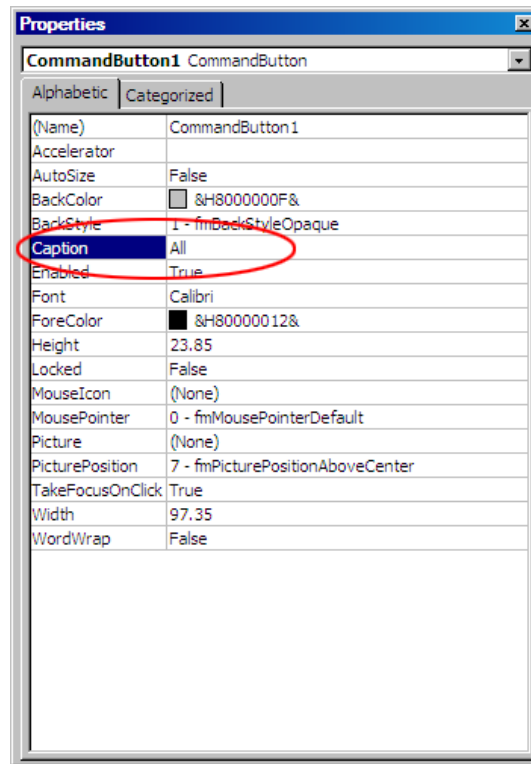 Properties
CommandButton1 CommandButton
Alphabetic Categorized
(Name) CommandButton1
Accelerator
AutoSize False
BackColor &H8000000F&
BackStyle 1 - fmBackStyleOpaque
Caption All
Enabled True
Font Calibri
ForeColor &H80000012&
Height 23.85
Locked False
MouseIcon (None)
MousePointer 0 - fmMousePointerDefault
Picture (None)
PicturePosition 7 - fmPicturePositionAboveCenter
TakeFocusOnClick True
Width 97.35
WordWrap False